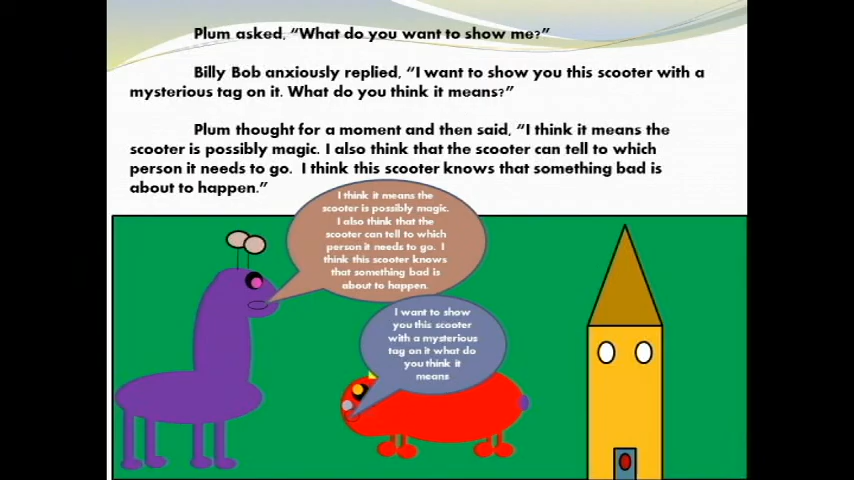 Plum asked, “What do you want to show me?”
Billy Bob anxiously replied, “I want to show you this scooter with a
mysterious tag on it. What do you think it means?”
Plum thought for a moment and then said, “I think it means the
scooter is possibly magic. I also think that the scooter can tell to which
person it needs to go. I think this scooter knows that something bad is
about to happen.”
I think it means the
scooter is possibly magic.
I also think that the
scooter can tell to which
person it needs to go. I
think this scooter knows
that something bad is
about to happen.
I want to show
you this scooter
with a mysterious
tag on it what do
you think it
means